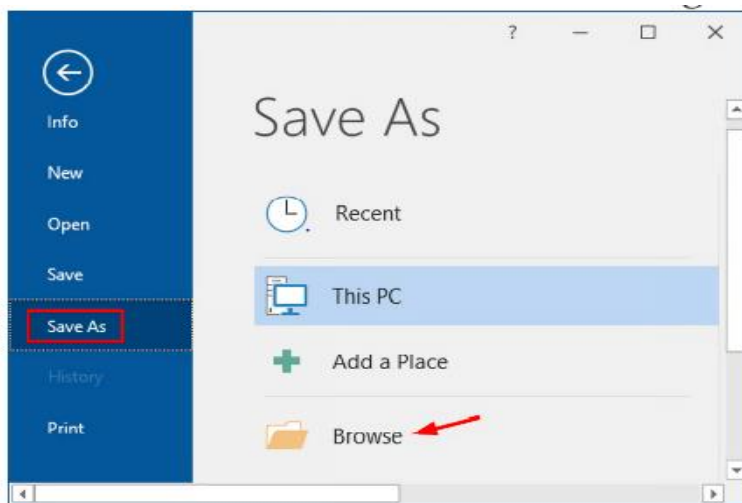 ?
Info
New
Open
Save
Save As
History
Print
Save As
Recent
This PC
Add a Place
Browse